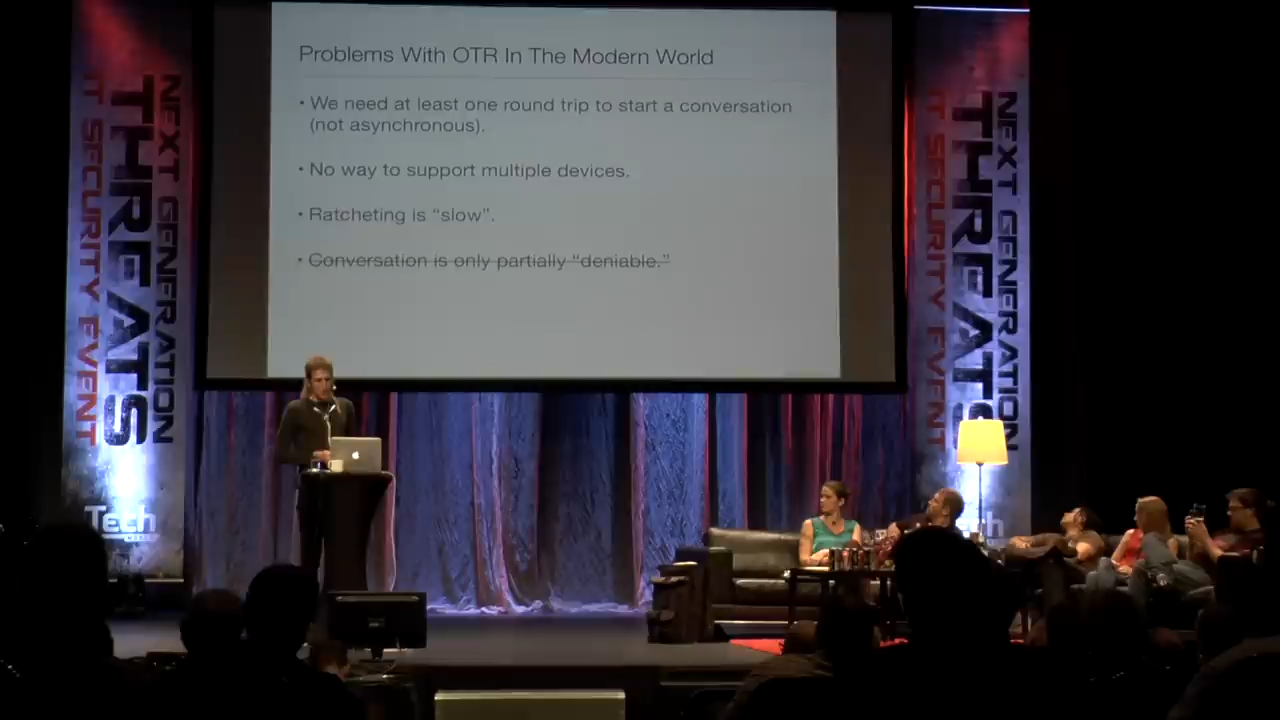 Problems With OTR In The Modern World
• We need at least one round trip to start a conversation
(not asynchronous).
• No way to support multiple devices.
• Ratcheting is “slow”.
• Conversation is only partially “deniable.”
NEXT GENERATION
THREATS
IT SECURITY EVENT
Tech
NEXT GENERATION
THREATS
IT SECURITY EVENT